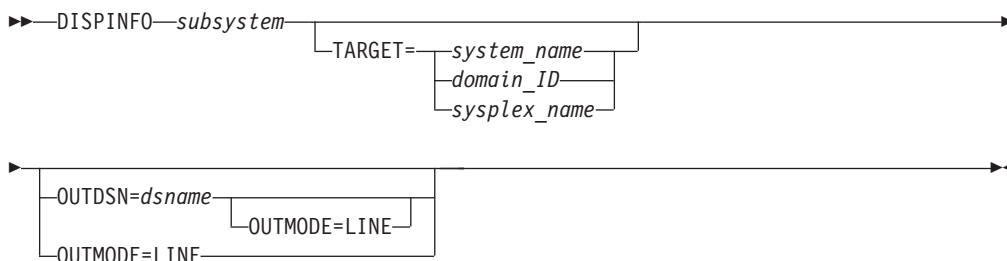 DISPINFO subsystem
TARGET= system_name
domain_ID
sysplex_name
OUTDSN=dsname
OUTMODE=LINE
OUTMODE=LINE